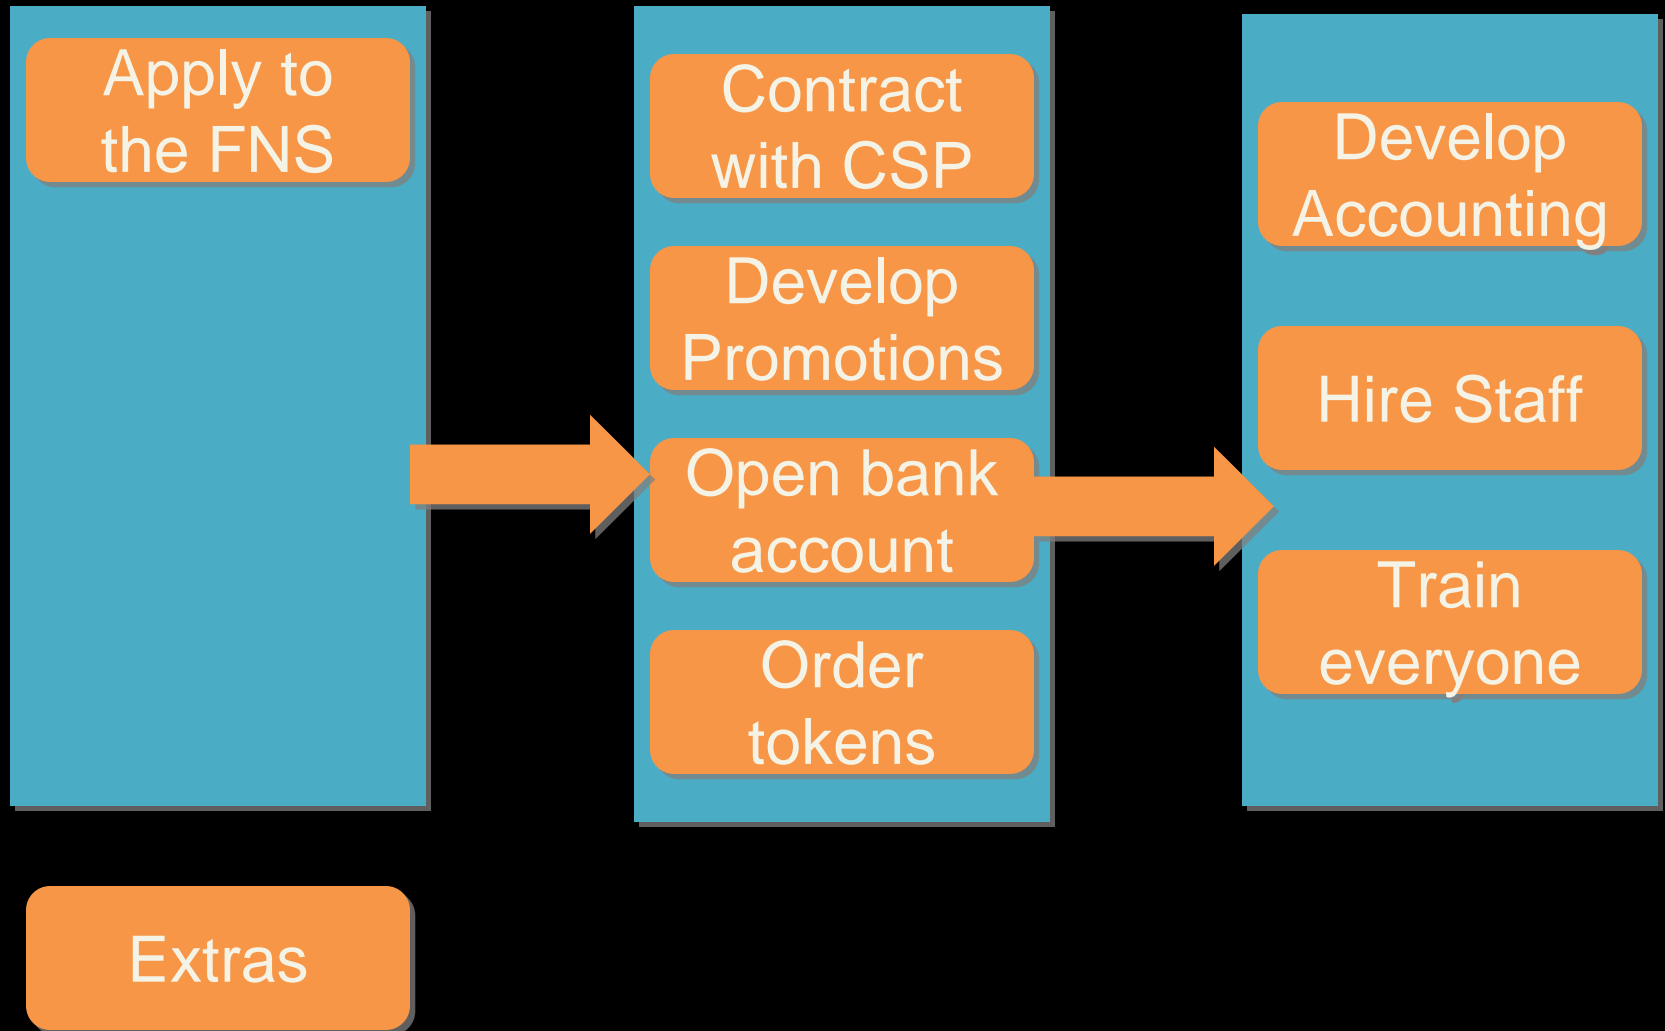 Apply to
the FNS
Contract
with CSP
Develop
Promotions
Open bank
account
Order
tokens
Develop
Accounting
Hire Staff
Train
everyone
Extras